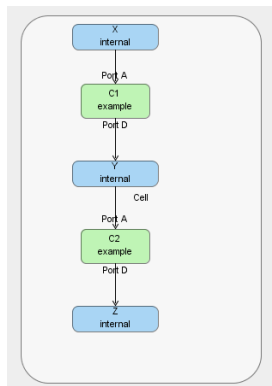 X
internal
Port A
C1
example
Port D
Y
internal
Cell
Port A
C2
example
Port D
Z
internal